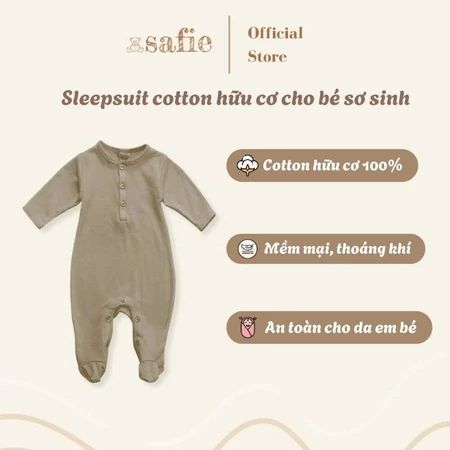 safie
Official
Store
Sleepsuit cotton hữu cơ cho bé sơ sinh
Cotton hữu cơ 100%
Mềm mại, thoáng khí
An toàn cho da em bé